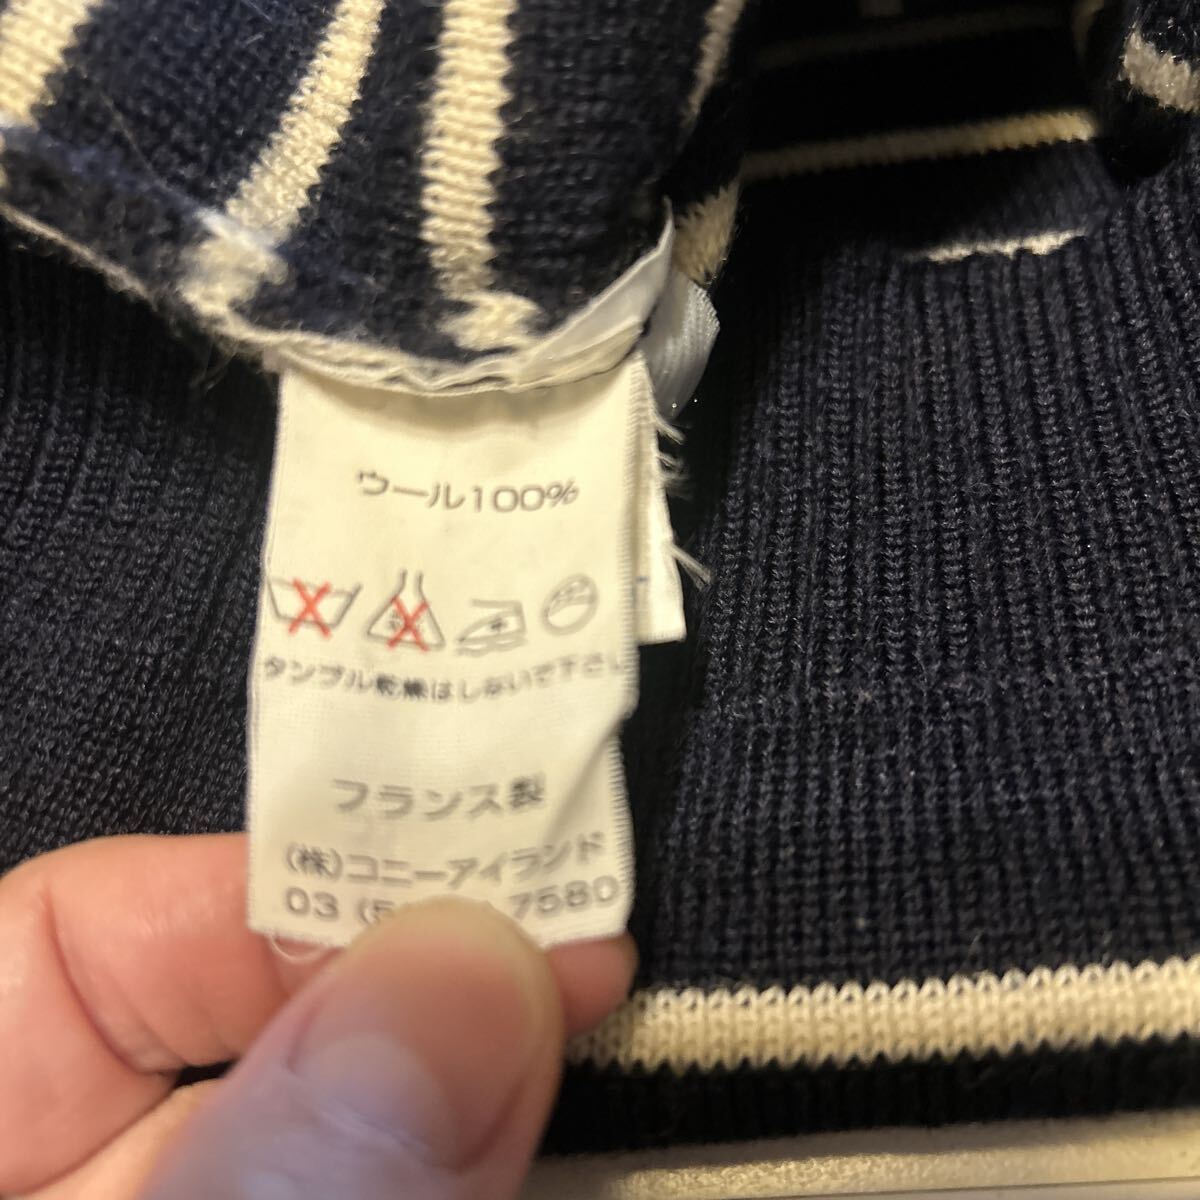 ウール100%
タンブル乾燥はしないで下さい
フランス製
(株)コニーアイランド
03 (5 7580